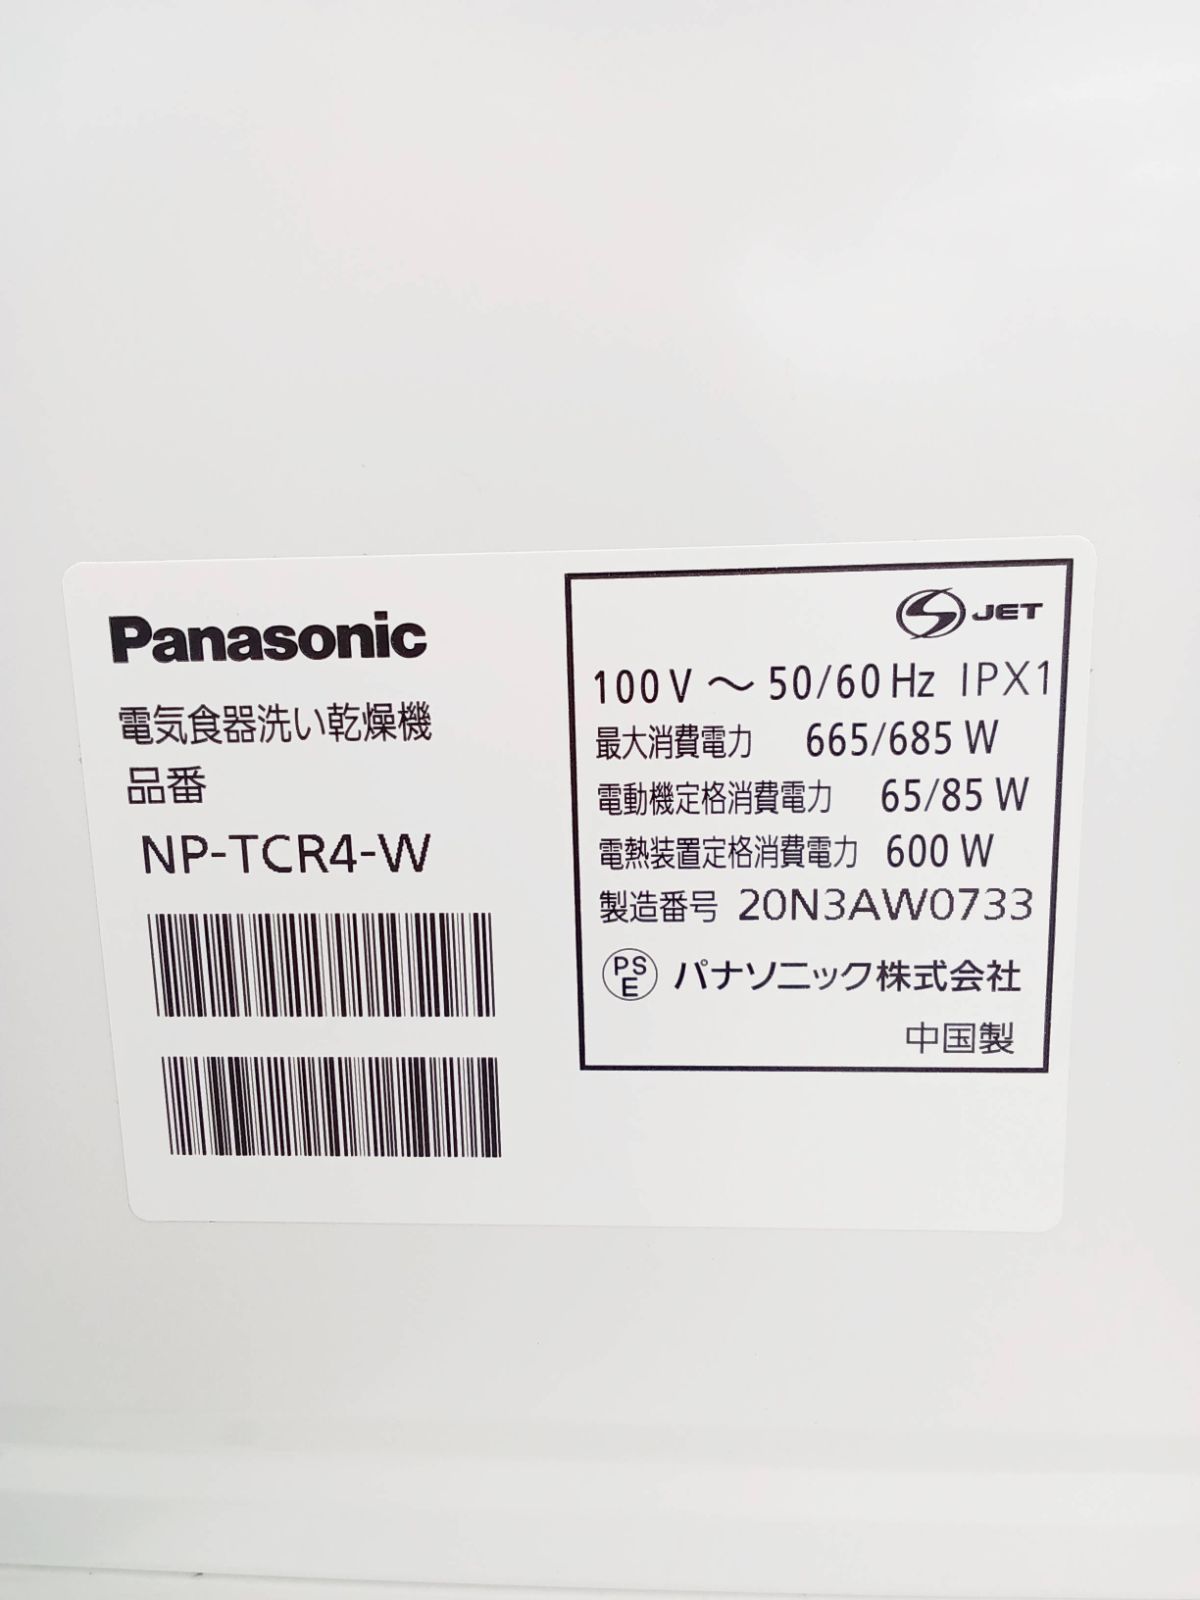 Panasonic
電気食器洗い乾燥機
品番
NP-TCR4-W
JET
100V～50/60Hz IPX1
最大消費電力 665/685W
電動機定格消費電力 65/85W
電熱装置定格消費電力 600W
製造番号 20N3AW0733
PSE パナソニック株式会社
中国製